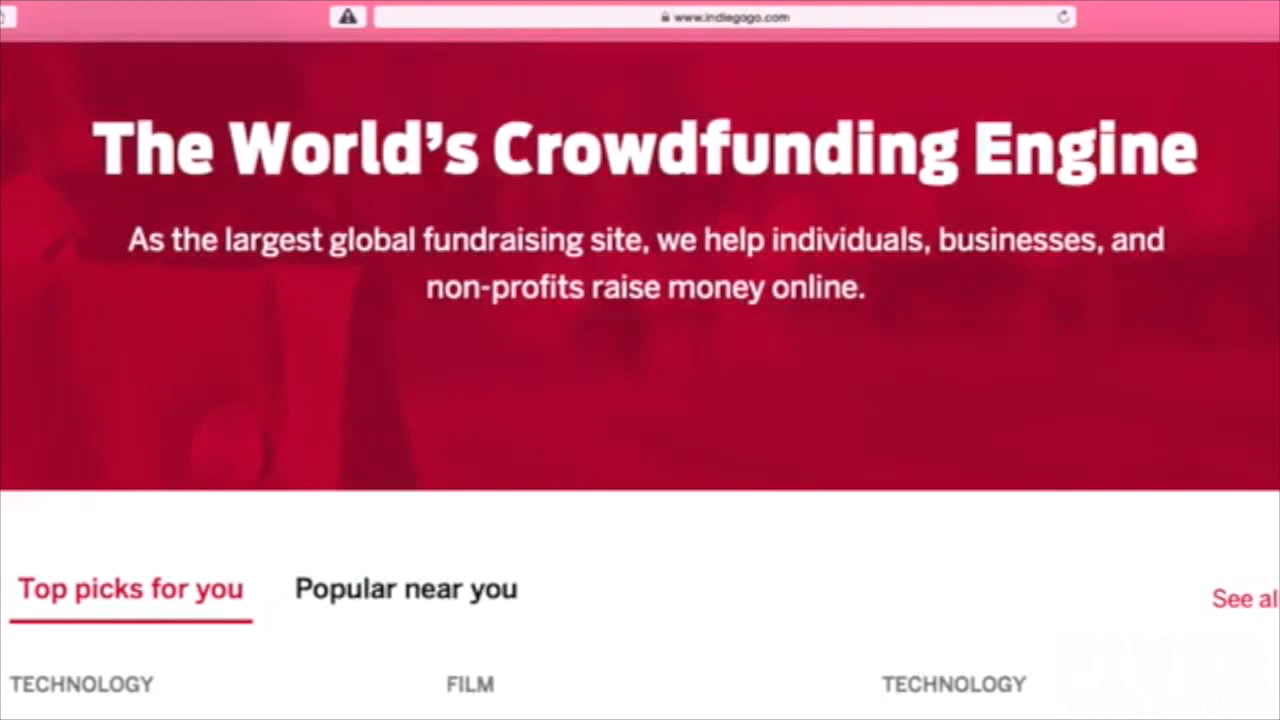 www.indiegogo.com
The World's Crowdfunding Engine
As the largest global fundraising site, we help individuals, businesses, and
non-profits raise money online.
Top picks for you
Popular near you
See al
TECHNOLOGY
FILM
TECHNOLOGY
FIVER